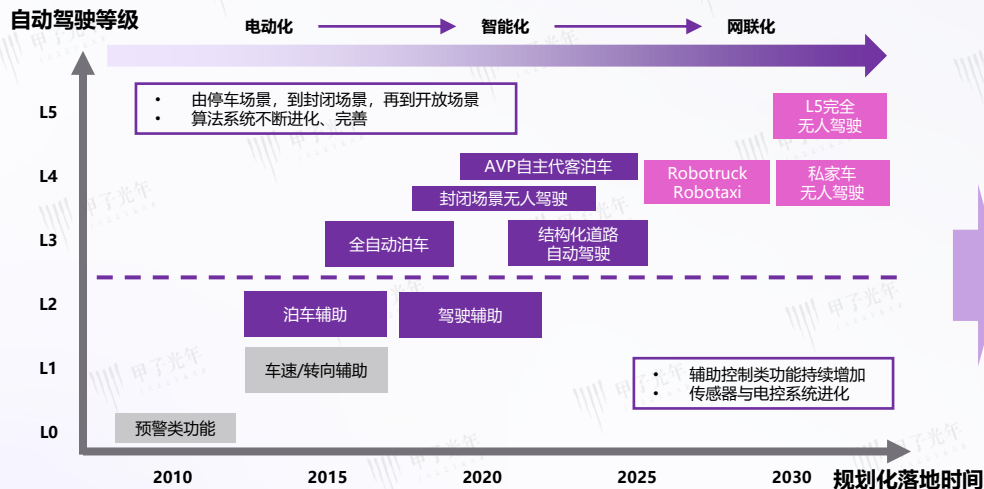 自动驾驶等级
电动化
智能化
网联化
• 由停车场景，到封闭场景，再到开放场景
• 算法系统不断进化、完善
L5
L5完全
无人驾驶
L4
AVP自主代客泊车
封闭场景无人驾驶
Robotruck
Robotaxi
私家车
无人驾驶
L3
全自动泊车
结构化道路
自动驾驶
L2
泊车辅助
驾驶辅助
L1
车速/转向辅助
• 辅助控制类功能持续增加
• 传感器与电控系统进化
L0
预警类功能
2010
2015
2020
2025
2030
规划化落地时间
甲子光年